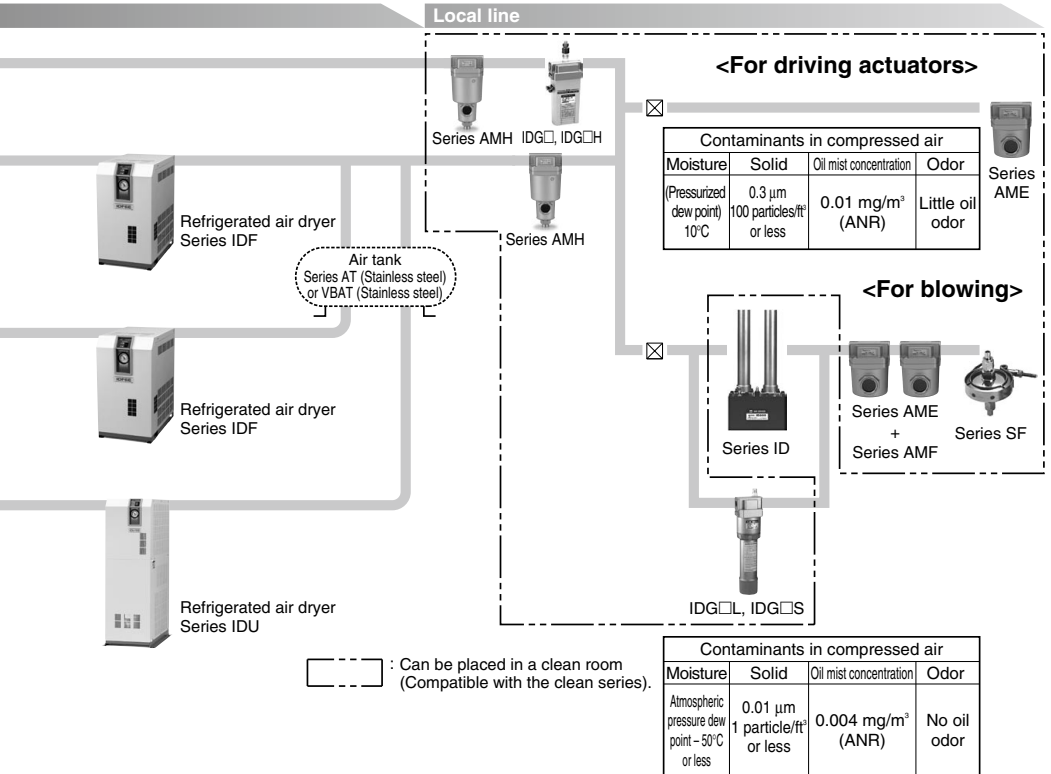 Local line
<For driving actuators>
Series AMH
IDG□, IDG□H
Series AMH
Series
AME
Contaminants in compressed air
Moisture Solid Oil mist concentration Odor
(Pressurized
dew point)
10°C
0.3 μm
100 particles/ft³
or less
0.01 mg/m³
(ANR)
Little oil
odor
Refrigerated air dryer
Series IDF
Air tank
Series AT (Stainless steel)
or VBAT (Stainless steel)
<For blowing>
Refrigerated air dryer
Series IDF
Series ID
Series AME
+
Series AMF
Series SF
IDG□L, IDG□S
Refrigerated air dryer
Series IDU
: Can be placed in a clean room
(Compatible with the clean series).
Contaminants in compressed air
Moisture Solid Oil mist concentration Odor
Atmospheric
pressure dew
point – 50°C
or less
0.01 μm
1 particle/ft³
or less
0.004 mg/m³
(ANR)
No oil
odor